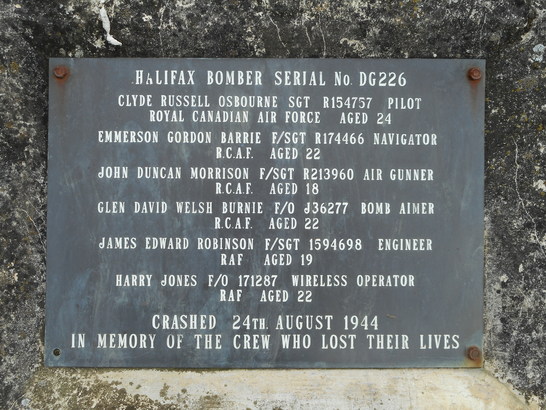 HALIFAX BOMBER SERIAL No. DG226
CLYDE RUSSELL OSBOURNE SGT R154757 PILOT
ROYAL CANADIAN AIR FORCE AGED 24
EMMERSON GORDON BARRIE F/SGT R174466 NAVIGATOR
R.C.A.F. AGED 22
JOHN DUNCAN MORRISON F/SGT R213960 AIR GUNNER
R.C.A.F. AGED 18
GLEN DAVID WELSH BURNIE F/O J36277 BOMB AIMER
R.C.A.F. AGED 22
JAMES EDWARD ROBINSON F/SGT 1594698 ENGINEER
RAF AGED 19
HARRY JONES F/O 171287 WIRELESS OPERATOR
RAF AGED 22
CRASHED 24TH. AUGUST 1944
IN MEMORY OF THE CREW WHO LOST THEIR LIVES